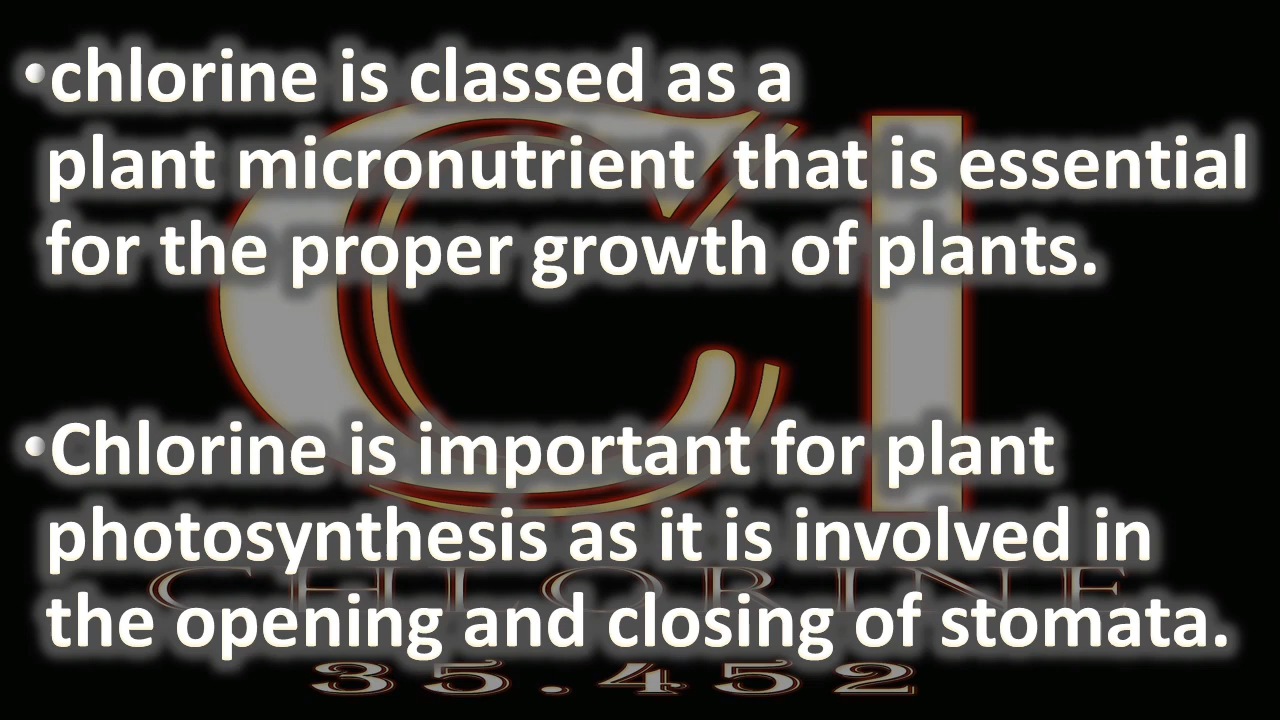 •chlorine is classed as a
plant micronutrient  that is essential
for the proper growth of plants.
•Chlorine is important for plant
photosynthesis as it is involved in
the opening and closing of stomata.
Cl
CHLORINE
35.452